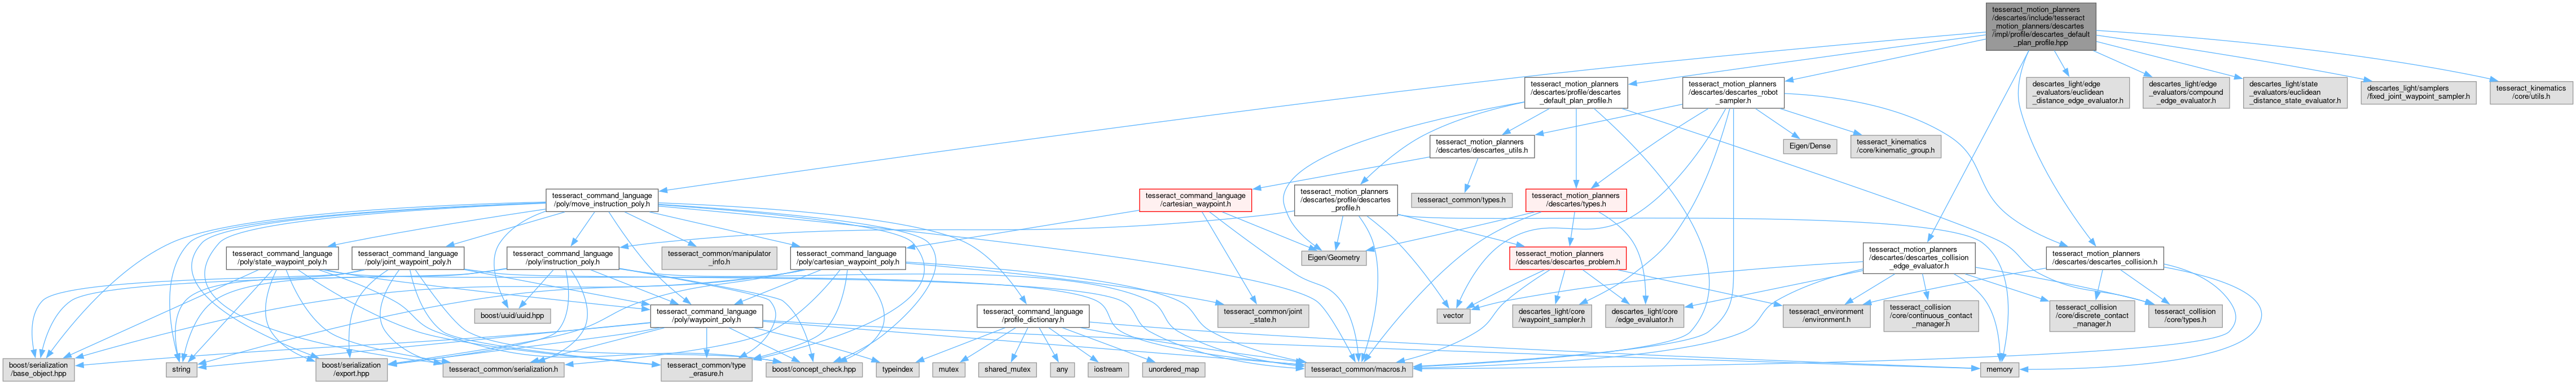 tesseract_motion_planners
/descartes/include/tesseract
_motion_planners/descartes
/impl/profile/descartes_default
_plan_profile.hpp
tesseract_motion_planners
/descartes/profile/descartes
_default_plan_profile.h
tesseract_motion_planners
/descartes/descartes_robot
_sampler.h
descartes_light/edge
_evaluators/euclidean
_distance_edge_evaluator.h
descartes_light/edge
_evaluators/compound
_edge_evaluator.h
descartes_light/state
_evaluators/euclidean
_distance_state_evaluator.h
descartes_light/samplers
/fixed_joint_waypoint_sampler.h
tesseract_kinematics
/core/utils.h
tesseract_motion_planners
/descartes/descartes_utils.h
Eigen/Dense
tesseract_kinematics
/core/kinematic_group.h
tesseract_command_language
/poly/move_instruction_poly.h
tesseract_command_language
/cartesian_waypoint.h
tesseract_motion_planners
/descartes/profile/descartes
_profile.h
tesseract_common/types.h
tesseract_motion_planners
/descartes/types.h
tesseract_command_language
/poly/state_waypoint_poly.h
tesseract_command_language
/poly/joint_waypoint_poly.h
tesseract_command_language
/poly/instruction_poly.h
tesseract_common/manipulator
_info.h
tesseract_command_language
/poly/cartesian_waypoint_poly.h
Eigen/Geometry
tesseract_motion_planners
/descartes/descartes_problem.h
tesseract_motion_planners
/descartes/descartes_collision
_edge_evaluator.h
tesseract_motion_planners
/descartes/descartes_collision.h
boost/uuid/uuid.hpp
tesseract_command_language
/poly/waypoint_poly.h
tesseract_command_language
/profile_dictionary.h
tesseract_common/joint
_state.h
vector
descartes_light/core
/waypoint_sampler.h
descartes_light/core
/edge_evaluator.h
tesseract_environment
/environment.h
tesseract_collision
/core/continuous_contact
_manager.h
tesseract_collision
/core/discrete_contact
_manager.h
tesseract_collision
/core/types.h
boost/serialization
/base_object.hpp
string
boost/serialization
/export.hpp
tesseract_common/serialization.h
tesseract_common/type
_erasure.h
boost/concept_check.hpp
typeindex
mutex
shared_mutex
any
iostream
unordered_map
tesseract_common/macros.h
memory